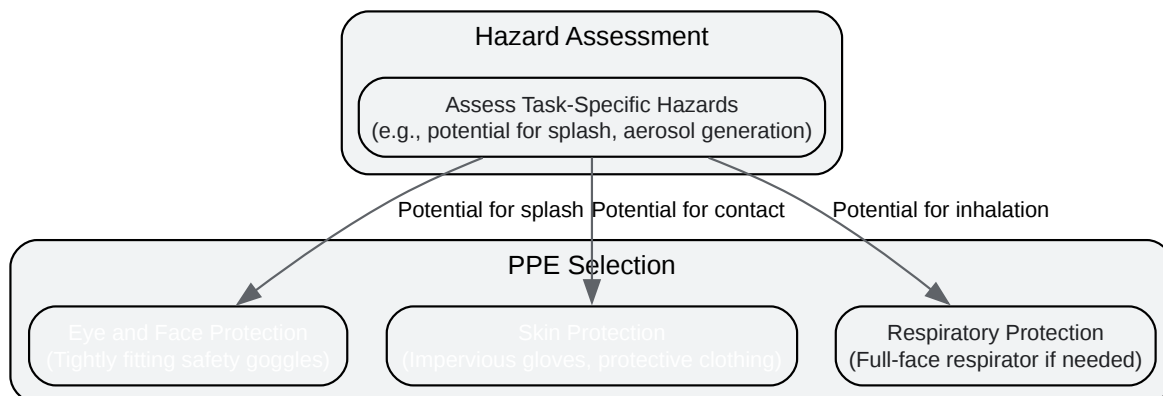 Hazard Assessment
Assess Task-Specific Hazards
(e.g., potential for splash, aerosol generation)
Potential for splash
Potential for contact
Potential for inhalation
PPE Selection
Eye and Face Protection
(Tightly fitting safety goggles)
Skin Protection
(Impervious gloves, protective clothing)
Respiratory Protection
(Full-face respirator if needed)